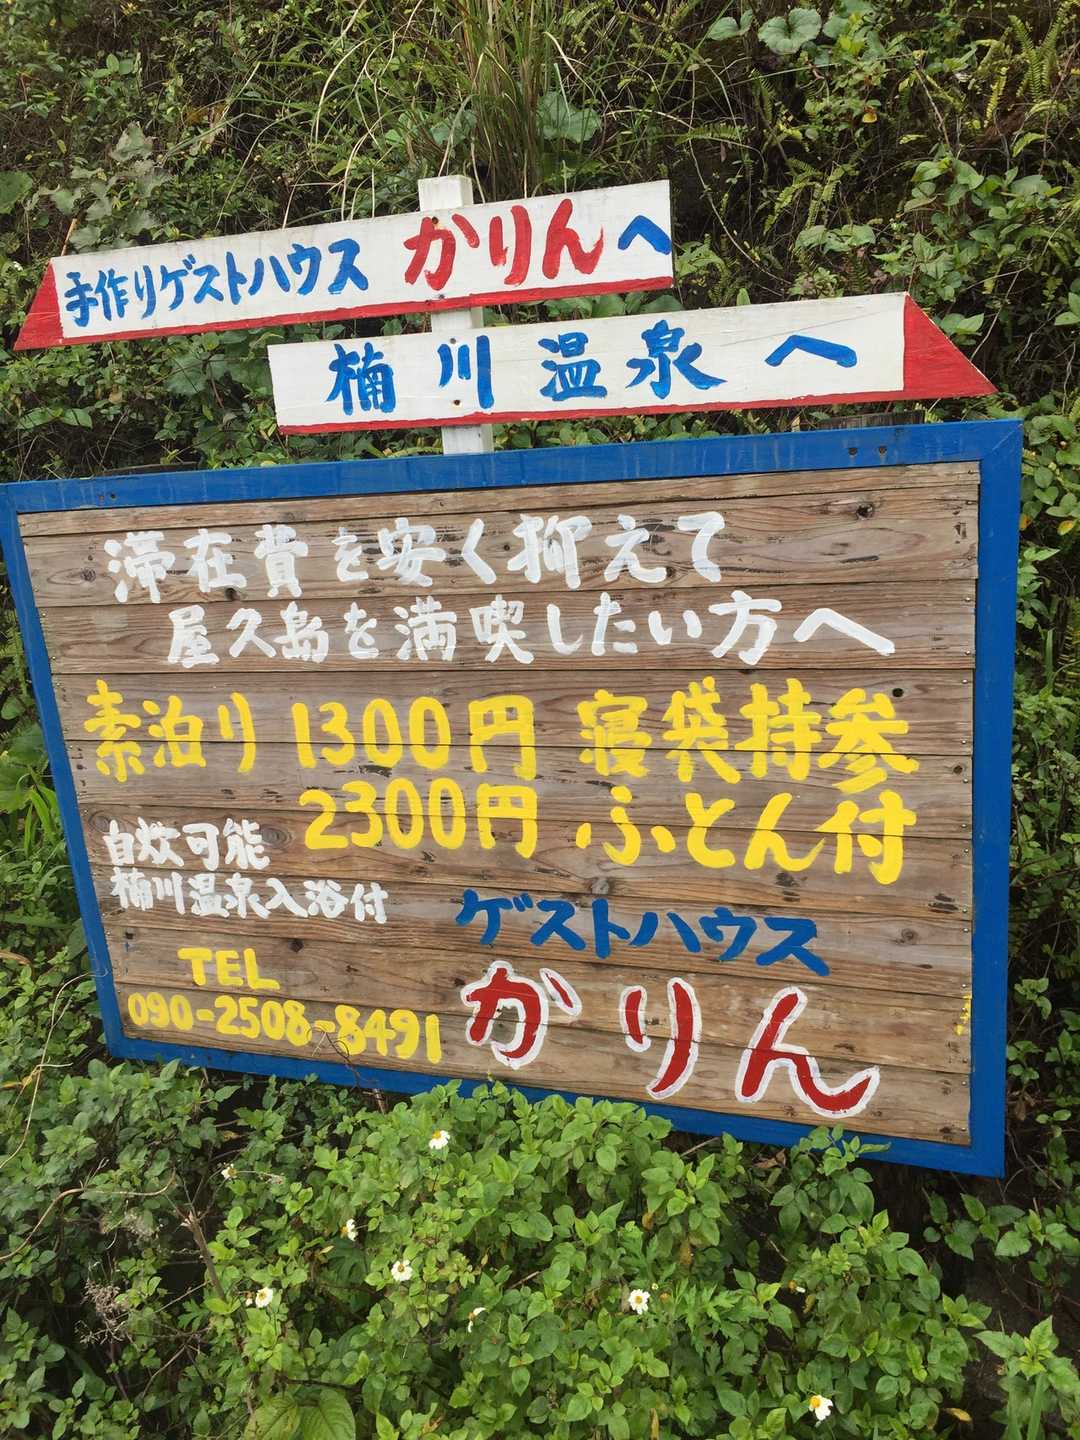 手作りゲストハウス かりんへ
楠川 温泉へ
滞在費を安く抑えて
屋久島を満喫したい方へ
素泊り 1300円 寝袋持参
2300円 ふとん付
自炊可能
楠川温泉入浴付
ゲストハウス
かりん
TEL
090-2508-8491